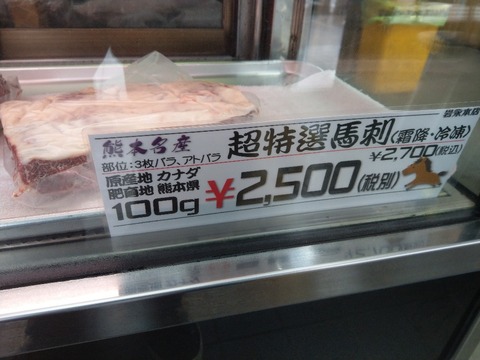 熊本名産 超特選馬刺(霜降・冷凍)
部位:3枚バラ、アトバラ
原産地 カナダ
肥育地 熊本県
100g ¥2,500(税別)
¥2,700(税込)